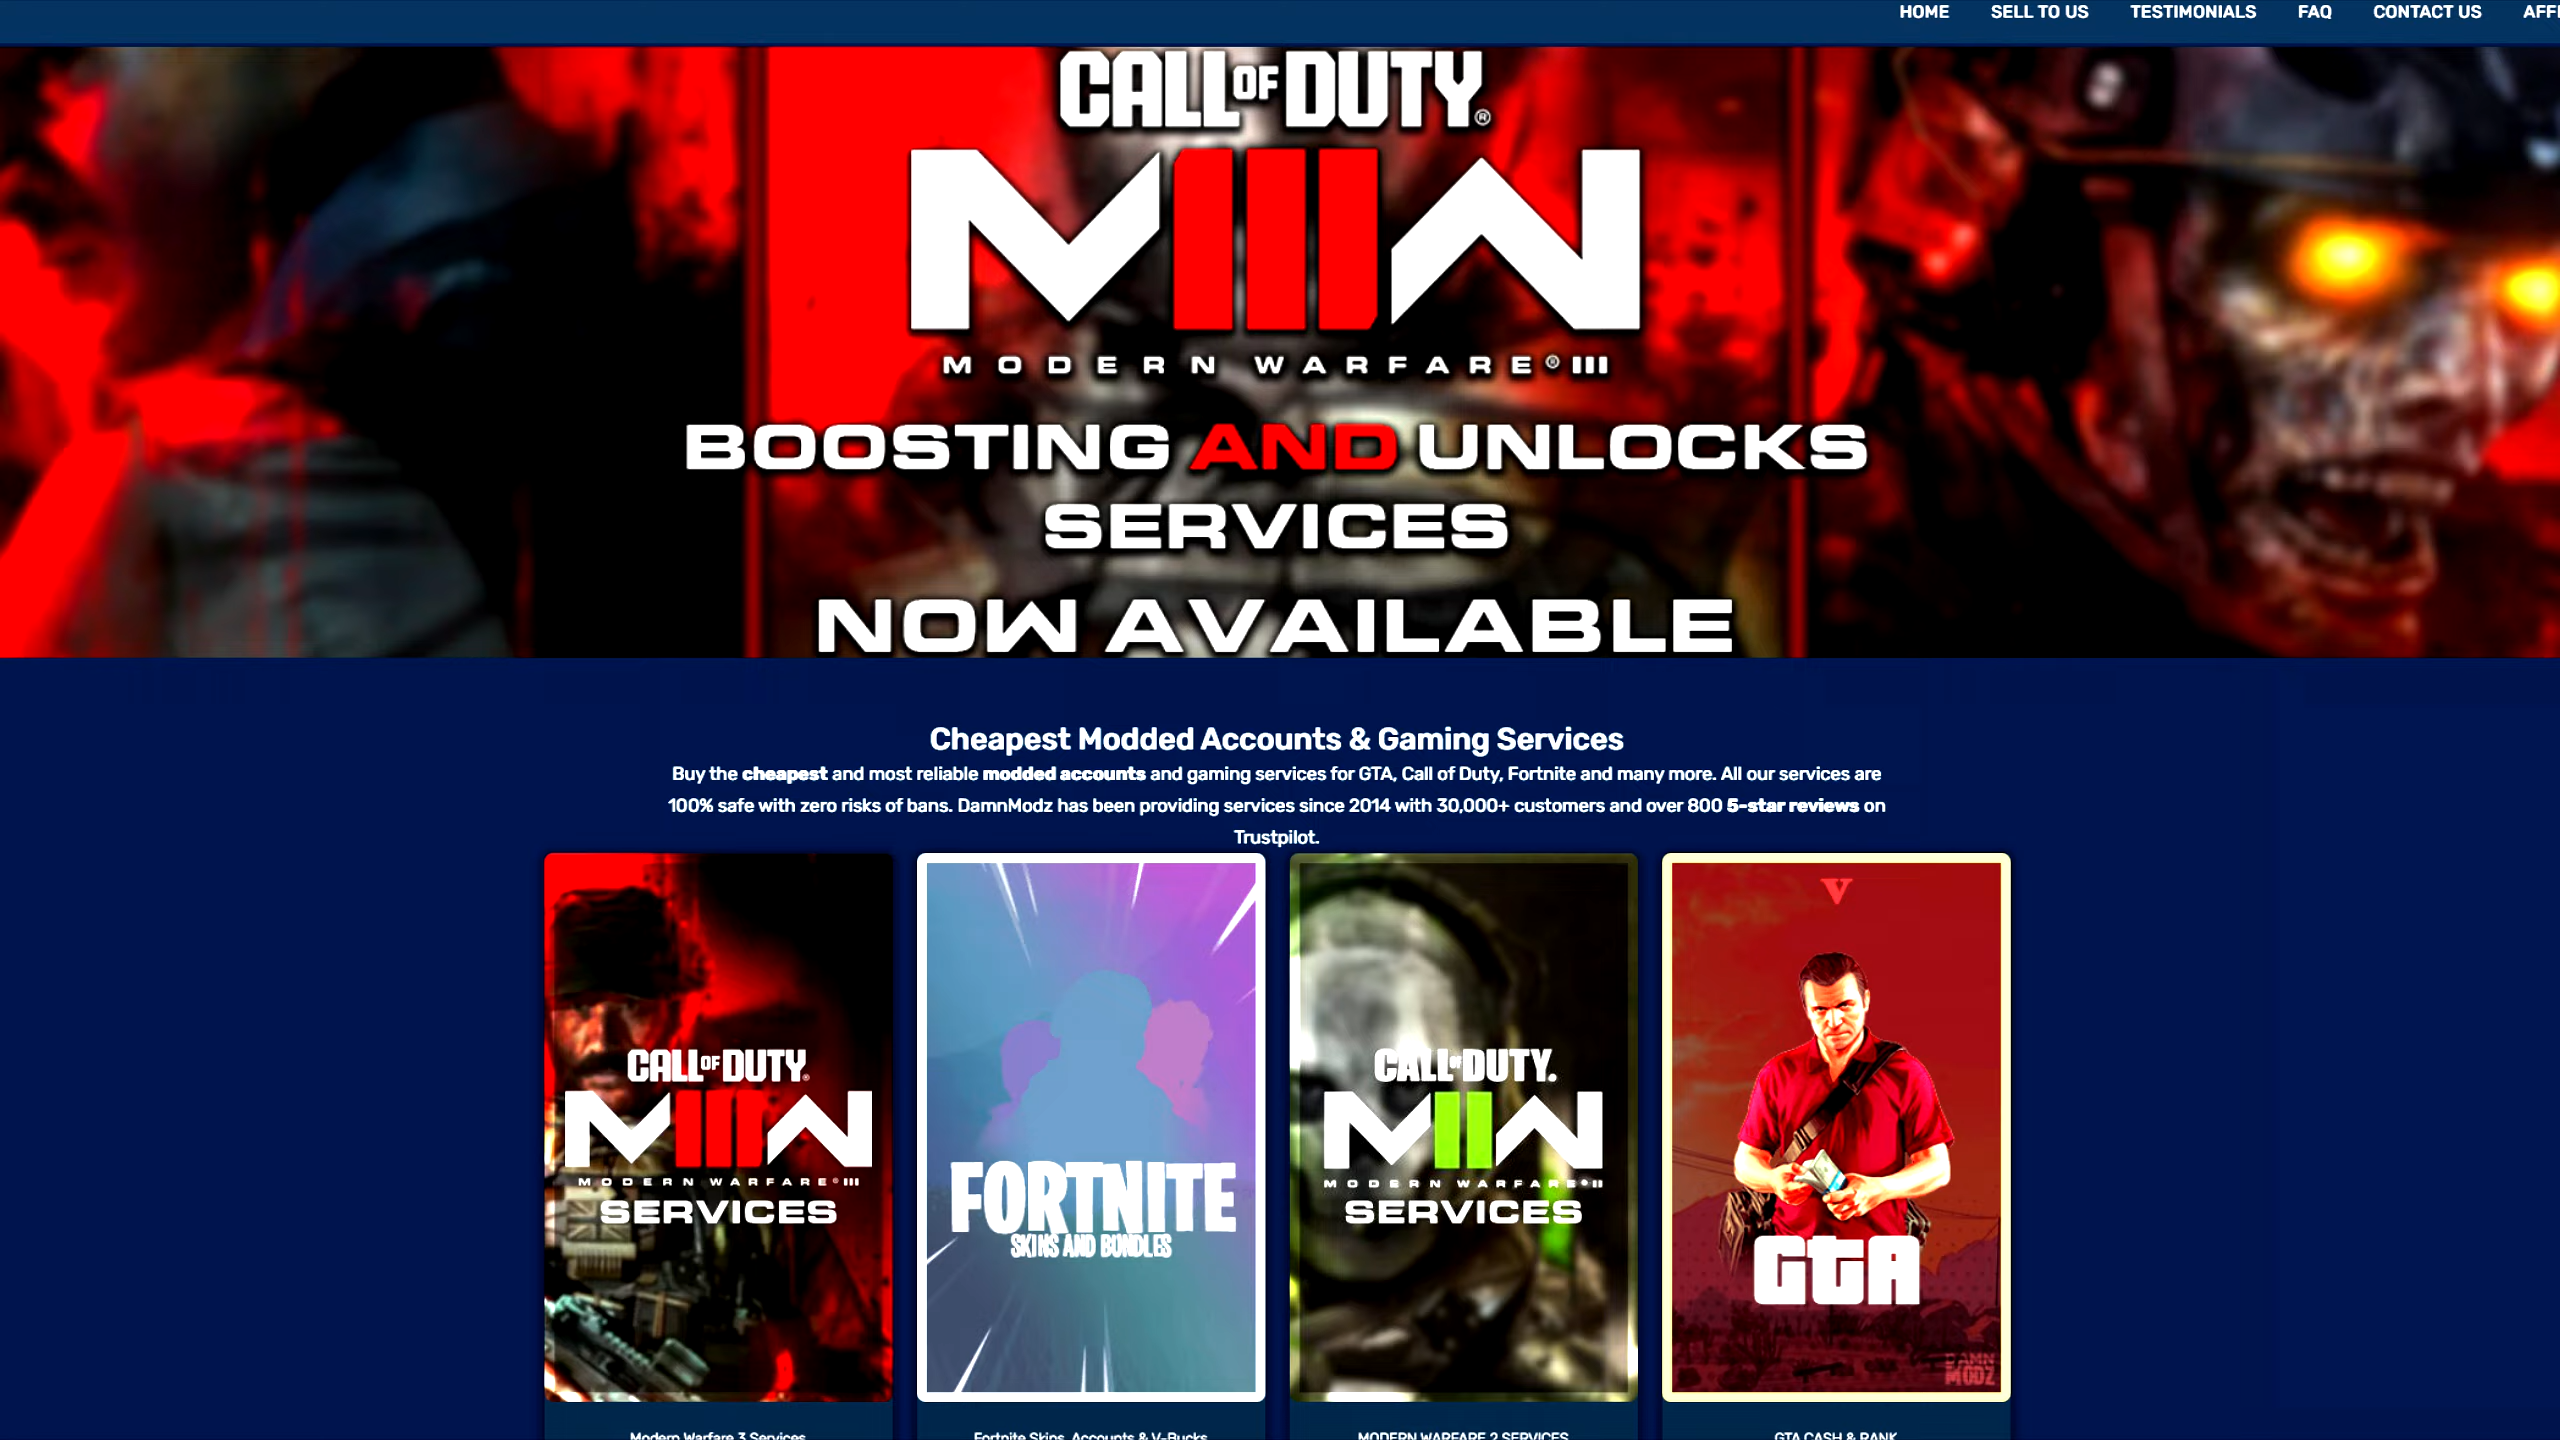 HOME SELL TO US TESTIMONIALS FAQ CONTACT US AFFI
CALL OF DUTY®
MIIIW
MODERN WARFARE® III
BOOSTING AND UNLOCKS
SERVICES
NOW AVAILABLE
Cheapest Modded Accounts & Gaming Services
Buy the cheapest and most reliable modded accounts and gaming services for GTA, Call of Duty, Fortnite and many more. All our services are
100% safe with zero risks of bans. DamnModz has been providing services since 2014 with 30,000+ customers and over 800 5-star reviews on
Trustpilot.
CALL OF DUTY®
MIIIW
MODERN WARFARE® III
SERVICES
FORTNITE
SKINS AND BUNDLES
CALL OF DUTY.
MIIW
MODERN WARFARE® II
SERVICES
V
GTA
DAMN
MODZ
Modern Warfare 3 Services
Fortnite Skins, Accounts & V-Bucks
MODERN WARFARE 2 SERVICES
GTA CASH & RANK